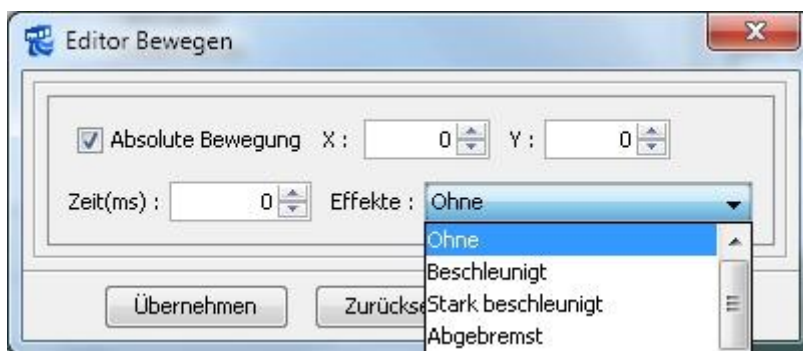 Editor Bewegen
Absolute Bewegung X : 0 Y : 0
Zeit(ms) : 0 Effekte : Ohne
Ohne
Beschleunigt
Stark beschleunigt
Abgebremst
Übernehmen